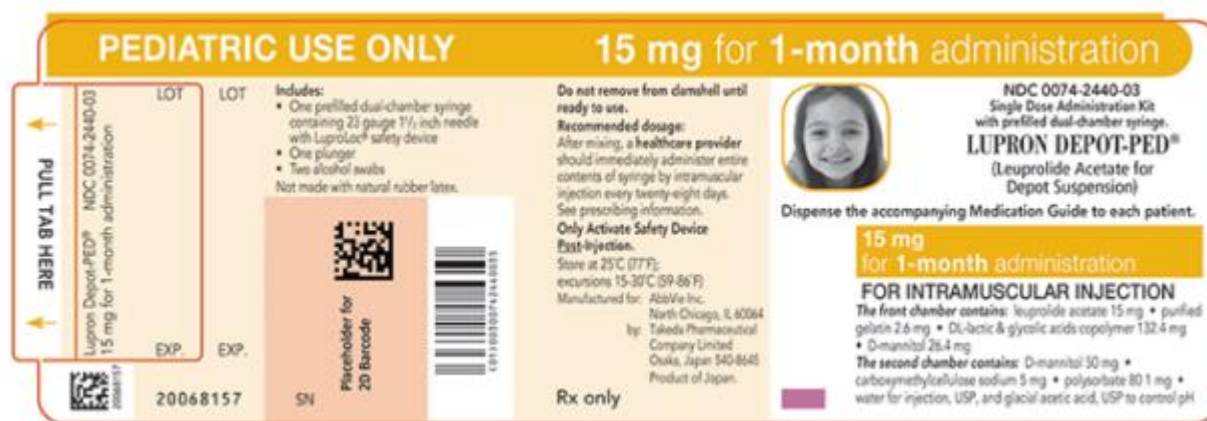 PEDIATRIC USE ONLY
15 mg for 1-month administration
PULL TAB HERE
Lupron Depot-PED® NDC 0074-2440-03
15 mg for 1-month administration
LOT
EXP.
20068157
LOT
EXP.
20068157
Includes:
• One prefilled dual-chamber syringe
containing 23 gauge 1½ inch needle
with LuproLoc® safety device
• One plunger
• Two alcohol swabs
Not made with natural rubber latex.
Placeholder for
2D Barcode
SN
Do not remove from clamshell until
ready to use.
Recommended dosage:
After mixing, a healthcare provider
should immediately administer entire
contents of syringe by intramuscular
injection every twenty-eight days.
See prescribing information.
Only Activate Safety Device
Post-Injection.
Store at 25°C (77°F);
excursions 15-30°C (59-86°F)
Manufactured for: AbbVie Inc.
North Chicago, IL 60064
by: Takeda Pharmaceutical
Company Limited
Osaka, Japan 540-8645
Product of Japan.
Rx only
NDC 0074-2440-03
Single Dose Administration Kit
with prefilled dual-chamber syringe.
LUPRON DEPOT-PED®
(Leuprolide Acetate for
Depot Suspension)
Dispense the accompanying Medication Guide to each patient.
15 mg
for 1-month administration
FOR INTRAMUSCULAR INJECTION
The front chamber contains: leuprolide acetate 15 mg • purified
gelatin 2.6 mg • DL-lactic & glycolic acids copolymer 132.4 mg
• D-mannitol 26.4 mg
The second chamber contains: D-mannitol 50 mg •
carboxymethylcellulose sodium 5 mg • polysorbate 80 1 mg •
water for injection, USP, and glacial acetic acid, USP to control pH